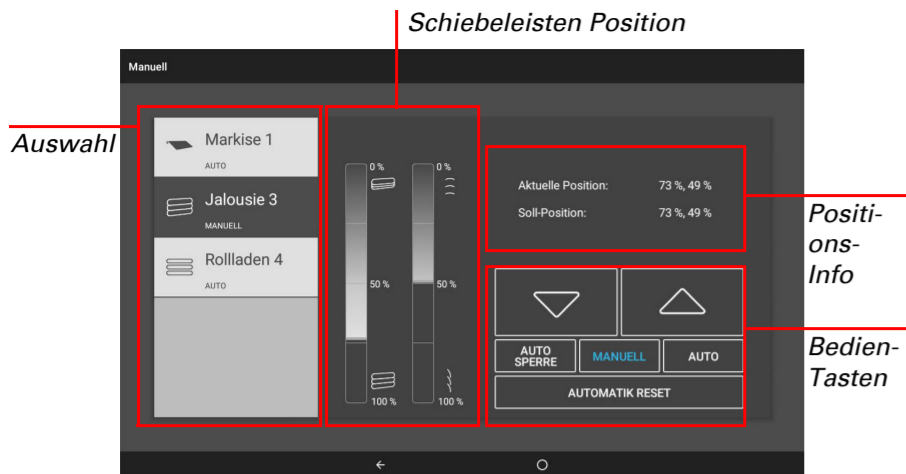 Schiebeleisten Position
Manuell
Auswahl
Markise 1
AUTO
Jalousie 3
MANUELL
Rollladen 4
AUTO
0 %
0 %
50 %
50 %
100 %
100 %
Aktuelle Position: 73 %, 49 %
Soll-Position: 73 %, 49 %
Positi-
ons-
Info
AUTO
SPERRE
MANUELL
AUTO
AUTOMATIK RESET
Bedien-
Tasten